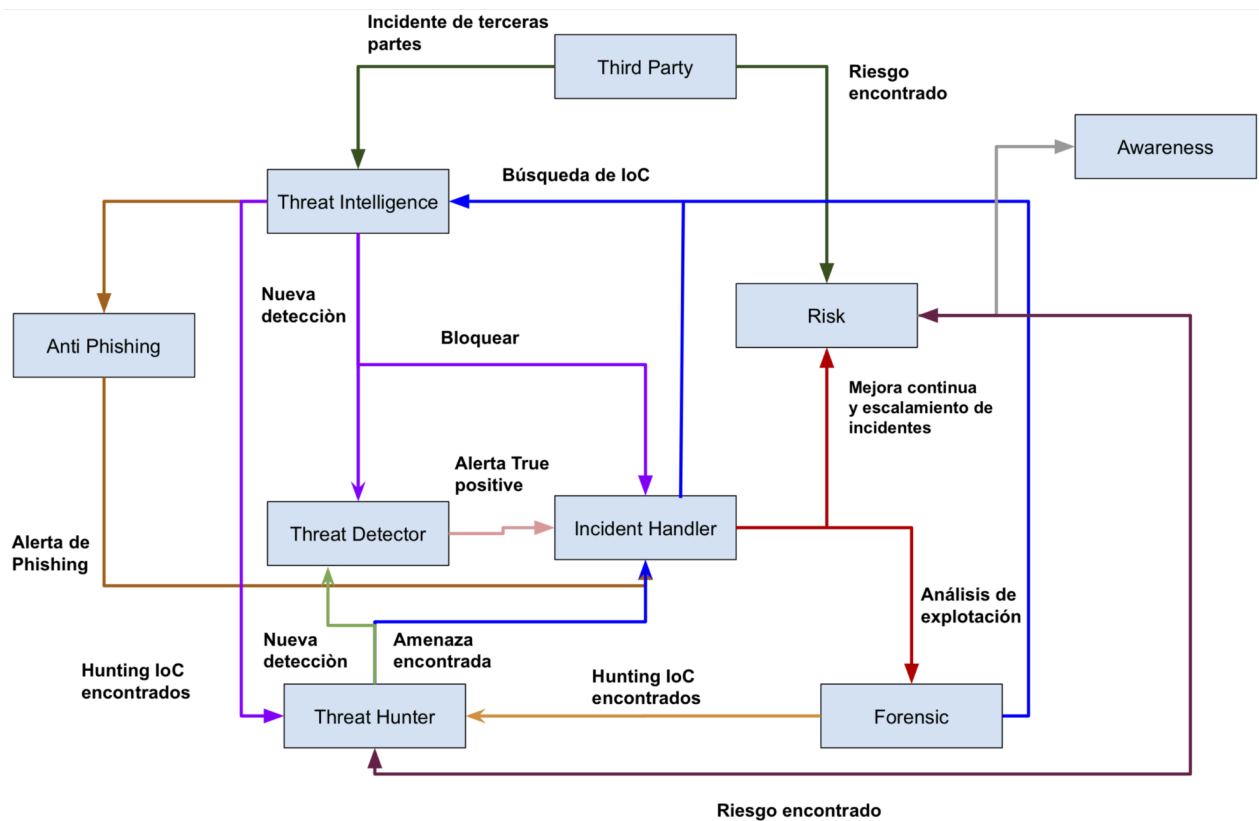 Incidente de terceras
partes
Third Party
Riesgo
encontrado
Awareness
Threat Intelligence
Búsqueda de IoC
Nueva
detecciòn
Risk
Anti Phishing
Bloquear
Mejora continua
y escalamiento de
incidentes
Alerta True
positive
Threat Detector
Incident Handler
Alerta de
Phishing
Análisis de
explotación
Nueva
detecciòn
Amenaza
encontrada
Hunting IoC
encontrados
Hunting IoC
encontrados
Threat Hunter
Forensic
Riesgo encontrado